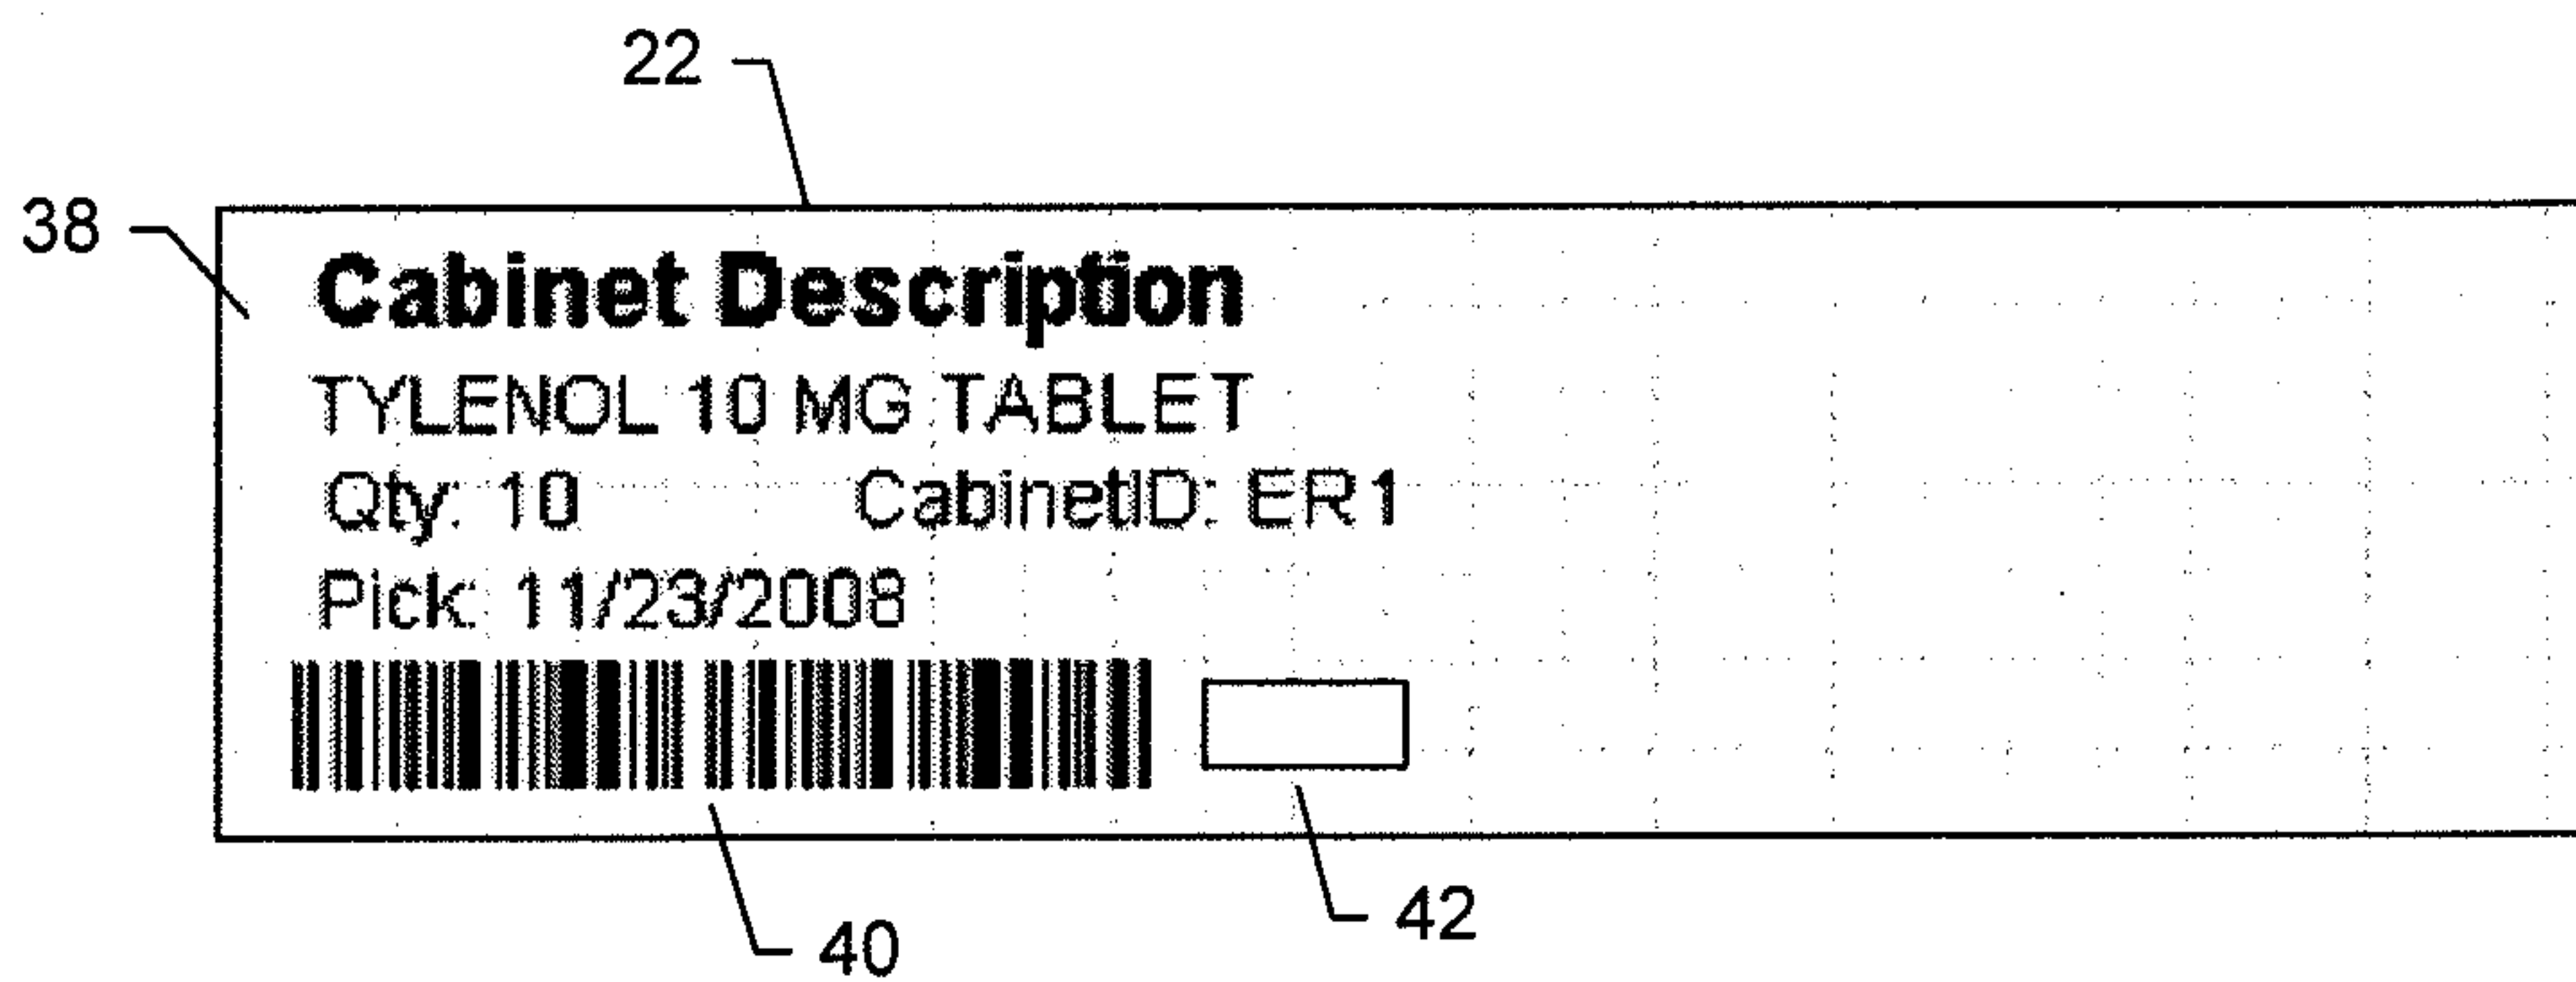 22
38
Cabinet Description
TYLENOL 10 MG TABLET
Qty: 10 CabinetID: ER1
Pick: 11/23/2008
42
40